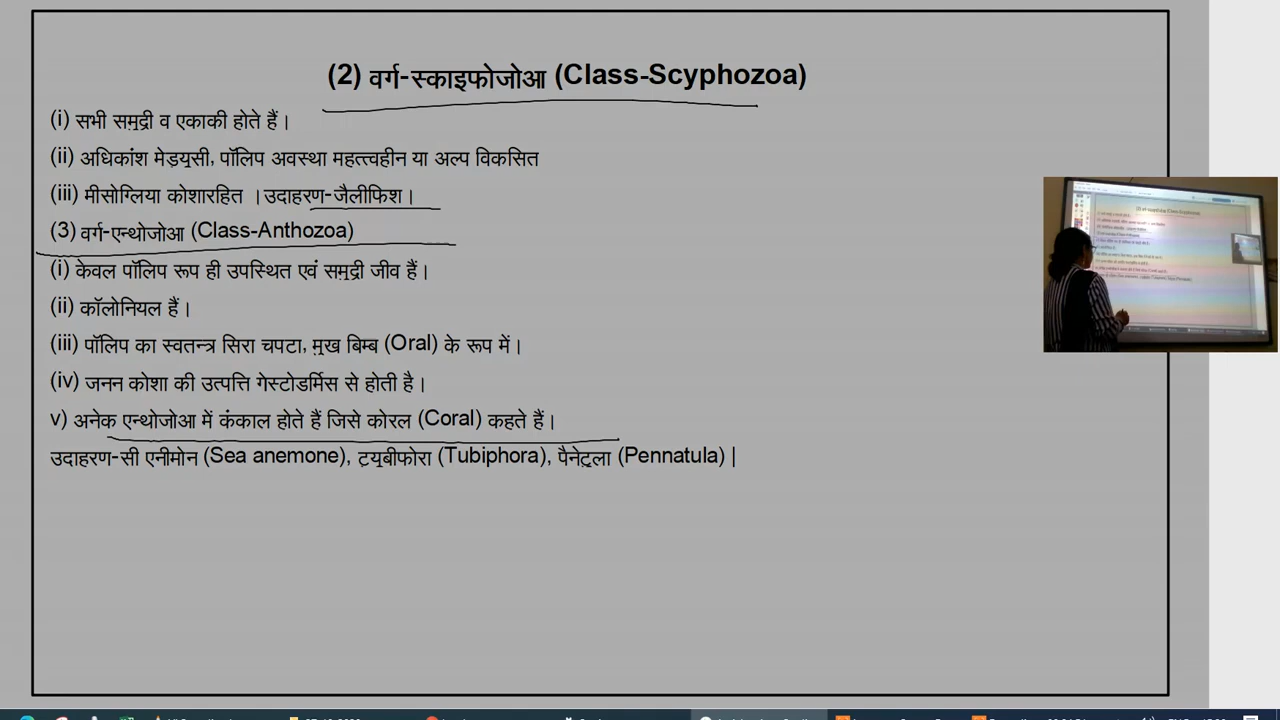 (2) वर्ग-स्काइफोजोआ (Class-Scyphozoa)
(i) सभी समुद्री व एकाकी होते हैं।
(ii) अधिकांश मेड्यूसी, पॉलिप अवस्था महत्त्वहीन या अल्प विकसित
(iii) मीसोग्लिया कोशारहित ।उदाहरण-जैलीफिश।
(3) वर्ग-एन्थोजोआ (Class-Anthozoa)
(i) केवल पॉलिप रूप ही उपस्थित एवं समुद्री जीव हैं।
(ii) कॉलोनियल हैं।
(iii) पॉलिप का स्वतन्त्र सिरा चपटा, मुख बिम्ब (Oral) के रूप में।
(iv) जनन कोशा की उत्पत्ति गेस्टोडर्मिस से होती है।
v) अनेक एन्थोजोआ में कंकाल होते हैं जिसे कोरल (Coral) कहते हैं।
उदाहरण-सी एनीमोन (Sea anemone), ट्यूबीफोरा (Tubiphora), पैनेटूला (Pennatula) |